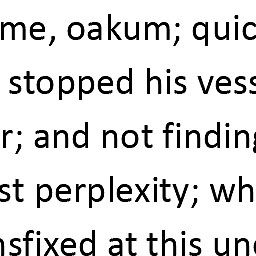 me, oakum; quic
stopped his vess
r; and not finding
st perplexity; wh
nsfixed at this un